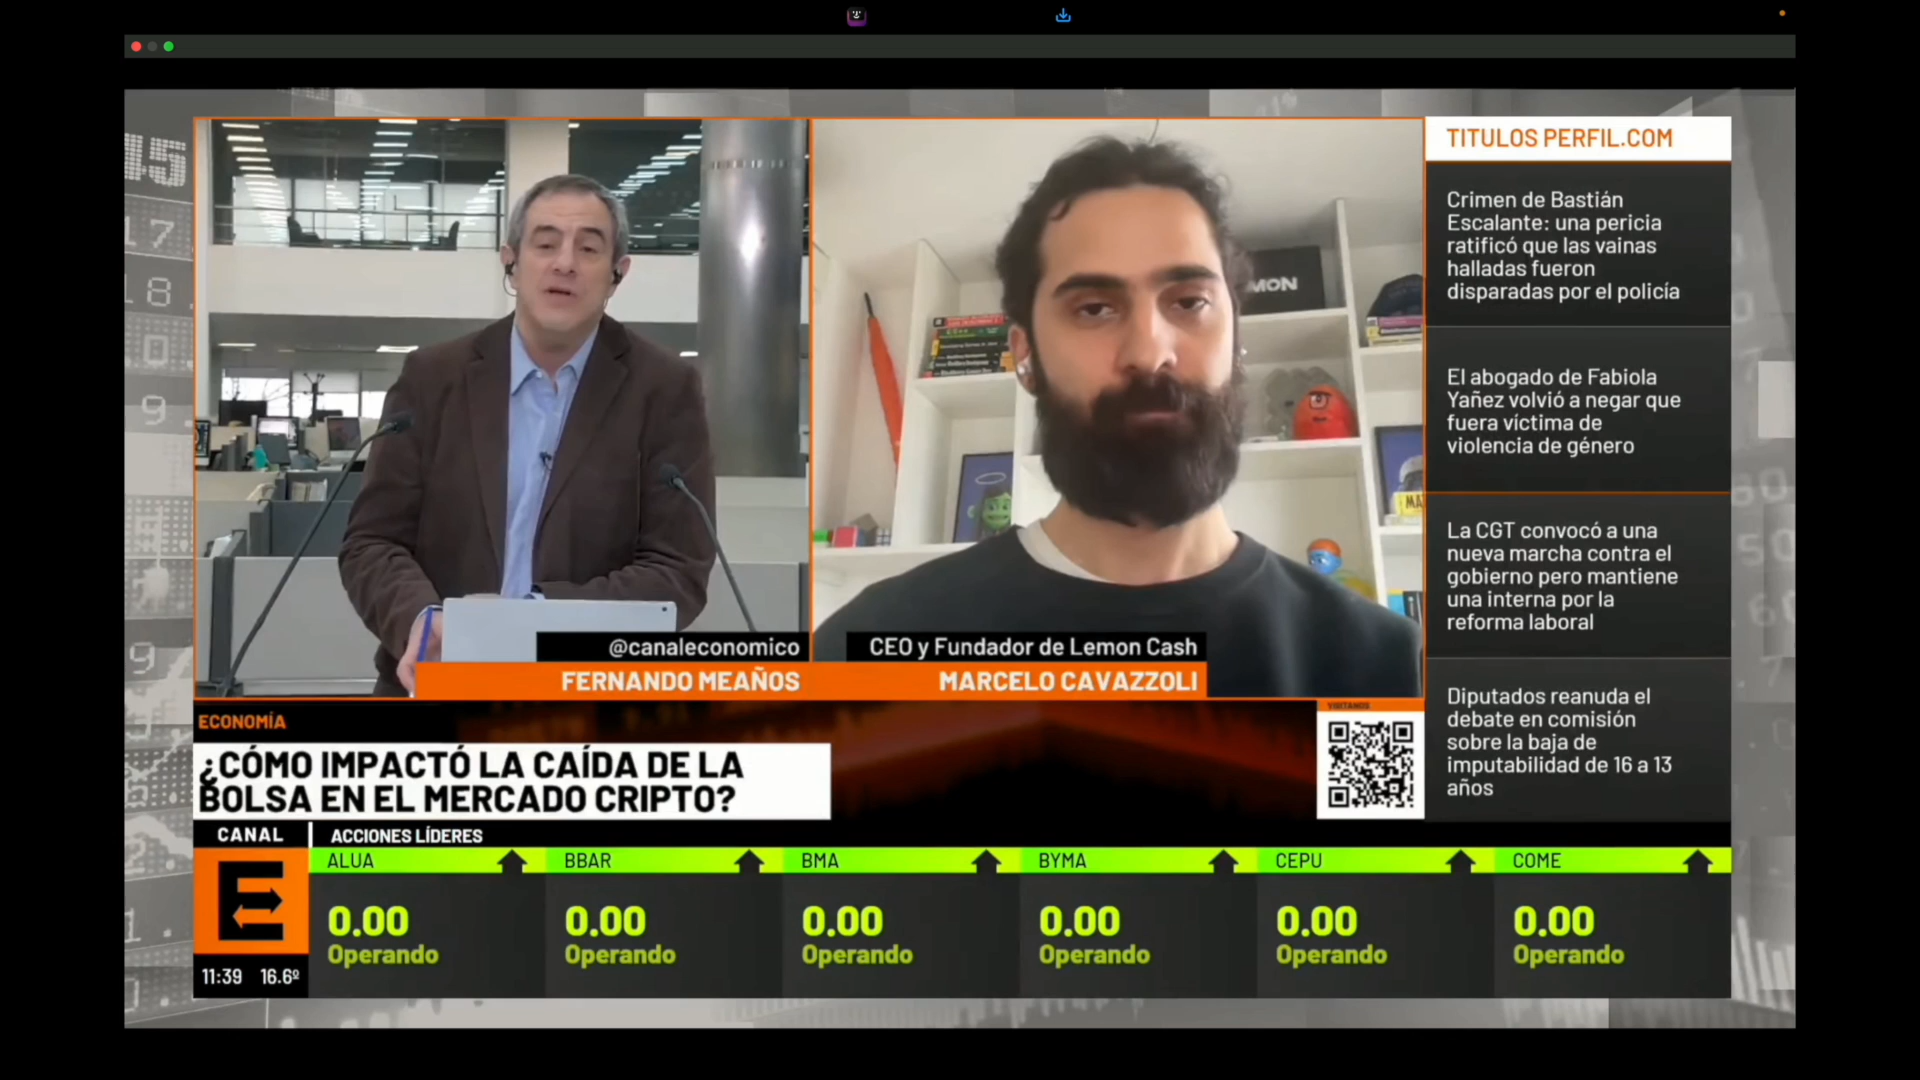 TITULOS PERFIL.COM
Crimen de Bastián
Escalante: una pericia
ratificó que las vainas
halladas fueron
disparadas por el policía
El abogado de Fabiola
Yañez volvió a negar que
fuera víctima de
violencia de género
La CGT convocó a una
nueva marcha contra el
gobierno pero mantiene
una interna por la
reforma laboral
Diputados reanuda el
debate en comisión
sobre la baja de
imputabilidad de 16 a 13
años
MON
@canaleconomico
FERNANDO MEAÑOS
CEO y Fundador de Lemon Cash
MARCELO CAVAZZOLI
ECONOMÍA
VISITANOS
¿CÓMO IMPACTÓ LA CAÍDA DE LA
BOLSA EN EL MERCADO CRIPTO?
CANAL
E
ACCIONES LÍDERES
ALUA
0.00
Operando
BBAR
0.00
Operando
BMA
0.00
Operando
BYMA
0.00
Operando
CEPU
0.00
Operando
COME
0.00
Operando
11:39 16.6º